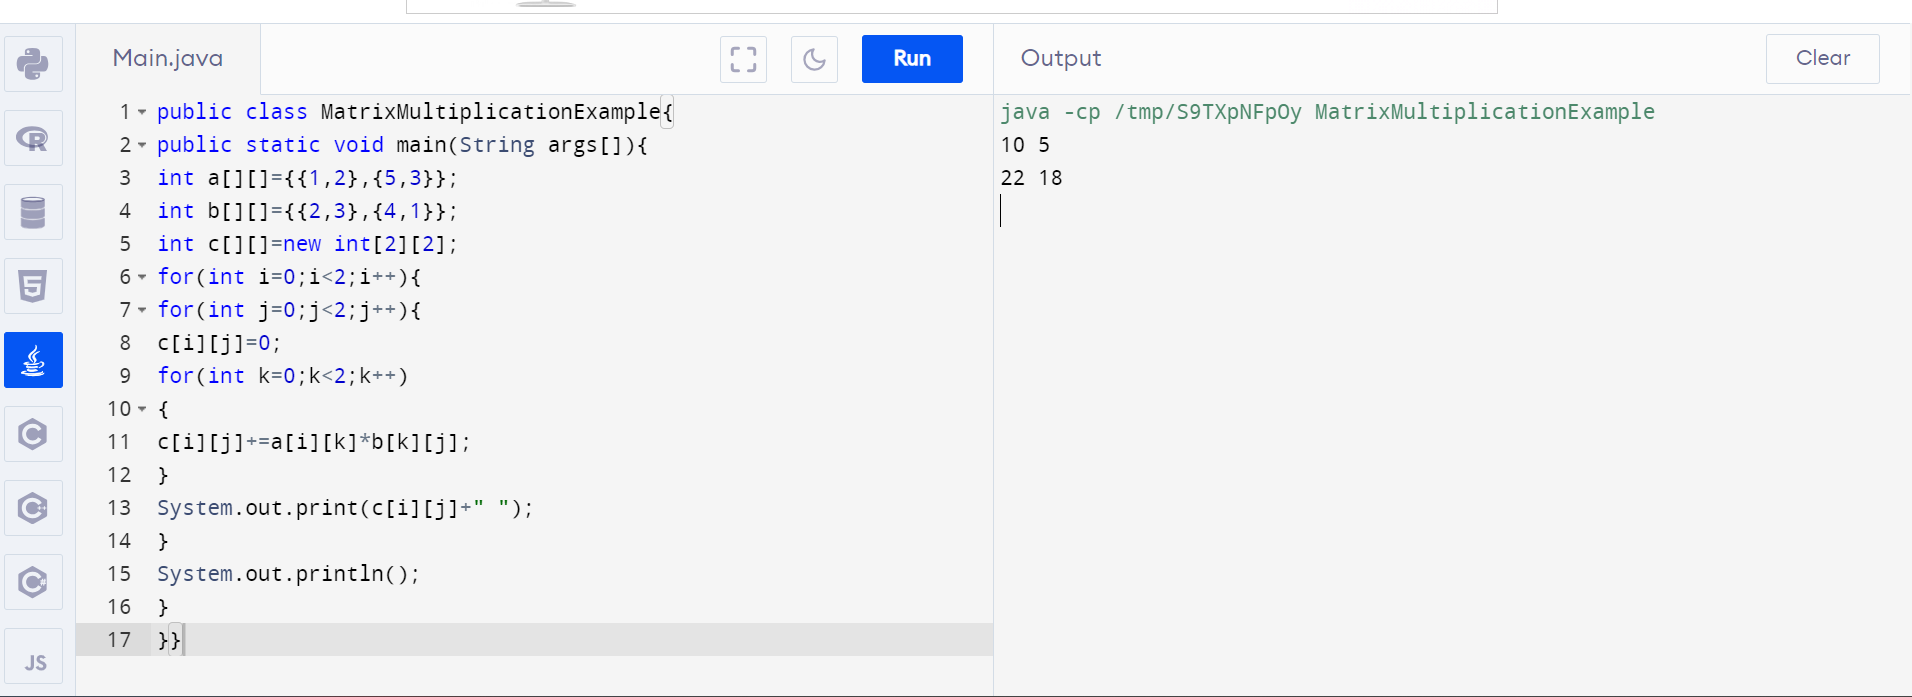 Main.java
Run
Output
Clear
1 public class MatrixMultiplicationExample{
2 public static void main(String args[]){
3 int a[][]={{1,2},{5,3}};
4 int b[][]={{2,3},{4,1}};
5 int c[][]=new int[2][2];
6 for(int i=0;i<2;i++){
7 for(int j=0;j<2;j++){
8 c[i][j]=0;
9 for(int k=0;k<2;k++)
10 {
11 c[i][j]+=a[i][k]*b[k][j];
12 }
13 System.out.print(c[i][j]+" ");
14 }
15 System.out.println();
16 }
17 }}
java -cp /tmp/S9TXpNFpOy MatrixMultiplicationExample
10 5
22 18
R
5
C
C++
C#
JS